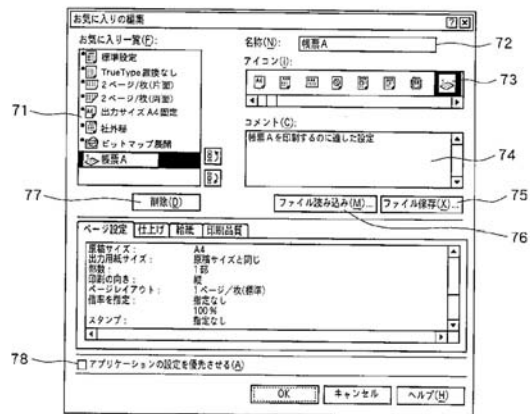 お気に入りの編集
お気に入り一覧(F):
標準設定
TrueType置換なし
2ページ/枚(片面)
2ページ/枚(両面)
出力サイズA4固定
社外秘
ビットマップ展開
帳票A
71
77
削除(D)
名称(N):
帳票A
72
アイコン(I):
73
コメント(C):
帳票Aを印刷するのに適した設定
74
ファイル読み込み(M)...
ファイル保存(X)...
75
76
ページ設定 仕上げ 給紙 印刷品質
原稿サイズ: A4
出力用紙サイズ: 原稿サイズと同じ
部数: 1部
印刷の向き: 縦
ページレイアウト: 1ページ/枚(標準)
倍率を指定: 指定なし
100%
スタンプ: 指定なし
78
アプリケーションの設定を優先させる(A)
OK キャンセル ヘルプ(H)